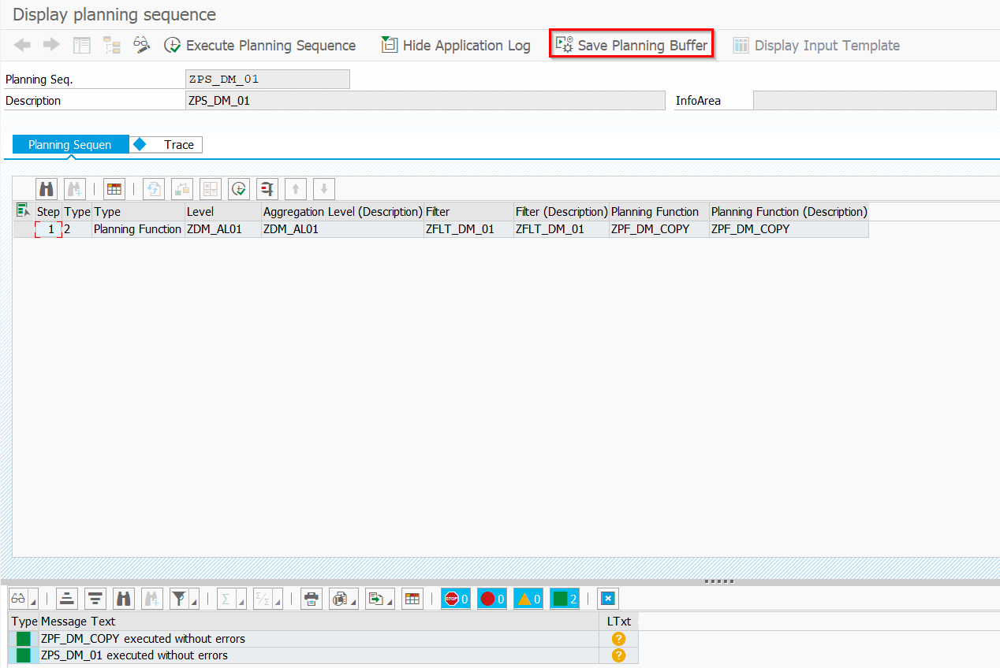 Display planning sequence
Execute Planning Sequence Hide Application Log Save Planning Buffer Display Input Template
Planning Seq. ZPS_DM_01
Description ZPS_DM_01 InfoArea
Planning Sequen Trace
Step Type Type Level Aggregation Level (Description) Filter Filter (Description) Planning Function Planning Function (Description)
1 2 Planning Function ZDM_AL01 ZDM_AL01 ZFLT_DM_01 ZFLT_DM_01 ZPF_DM_COPY ZPF_DM_COPY
STOP 0 0 0 2
Type Message Text LTxt
ZPF_DM_COPY executed without errors
ZPS_DM_01 executed without errors